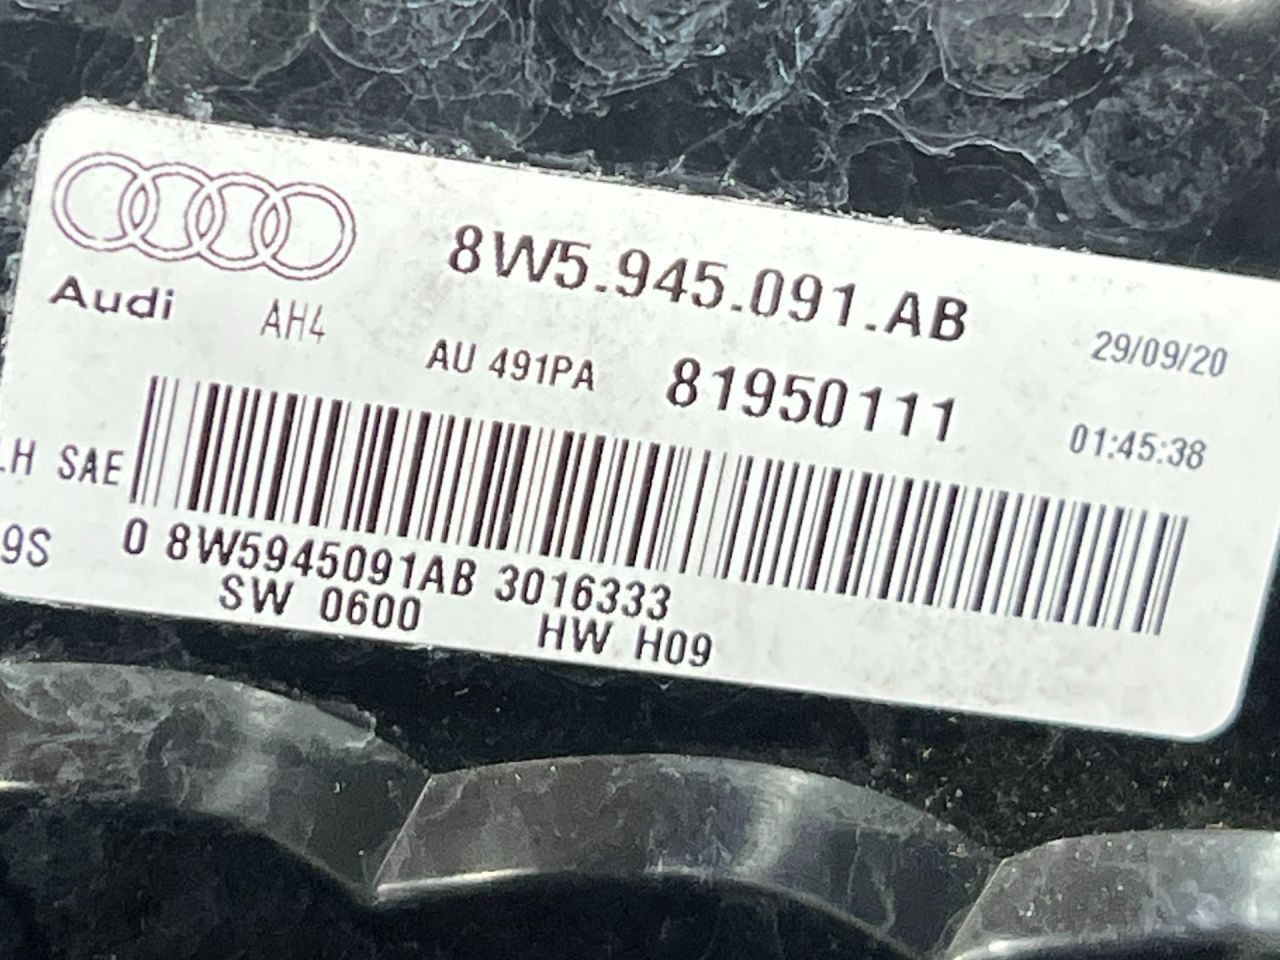 8W5.945.091.AB
Audi AH4 29/09/20
AU 491PA 81950111
01:45:38
LH SAE
9S 0 8W5945091AB 3016333
SW 0600 HW H09